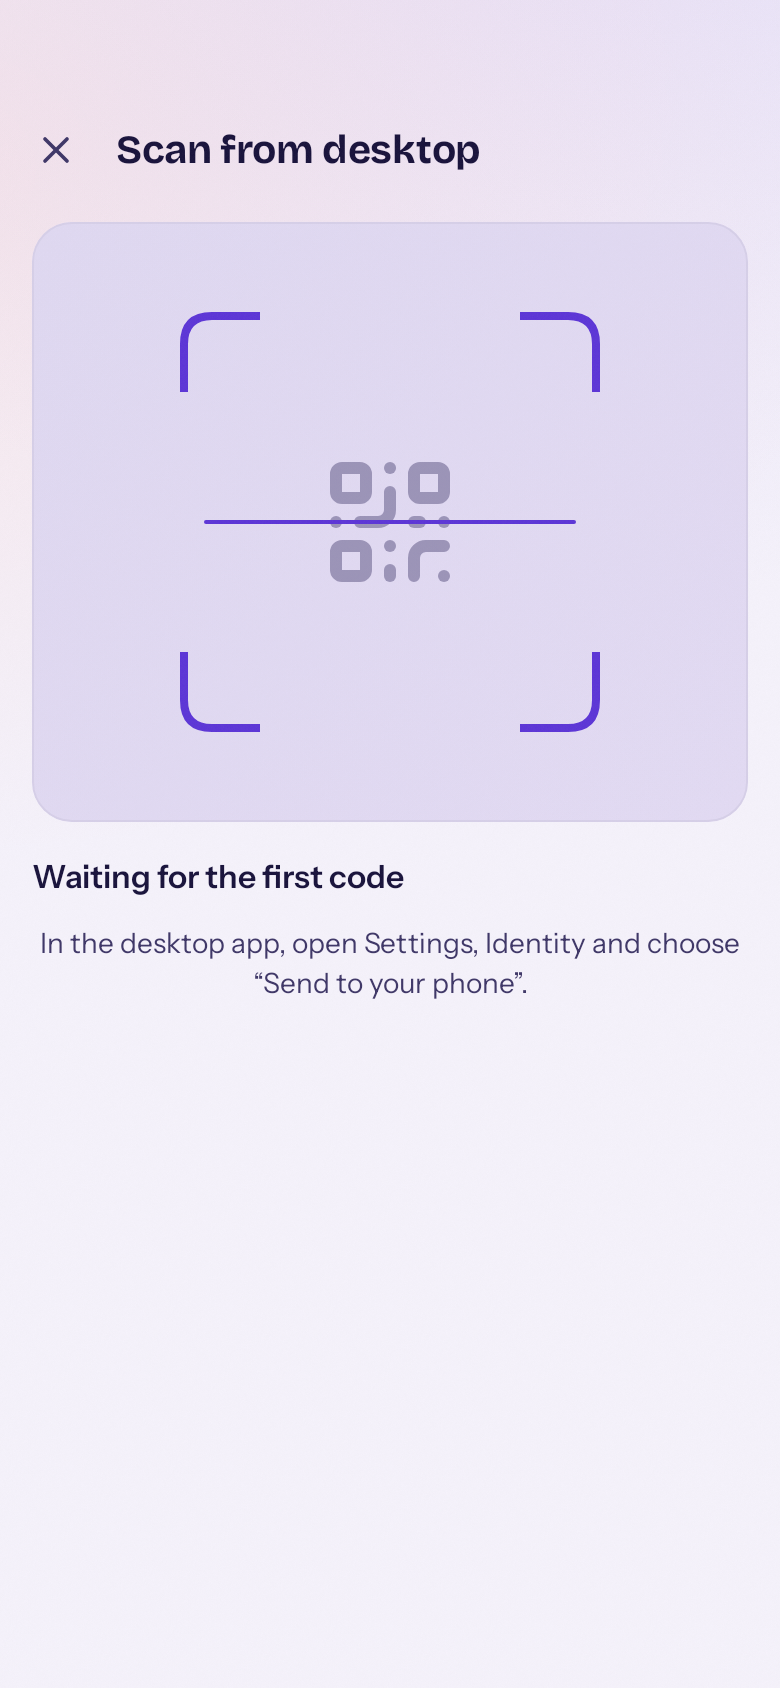 Scan from desktop
Waiting for the first code
In the desktop app, open Settings, Identity and choose
“Send to your phone”.